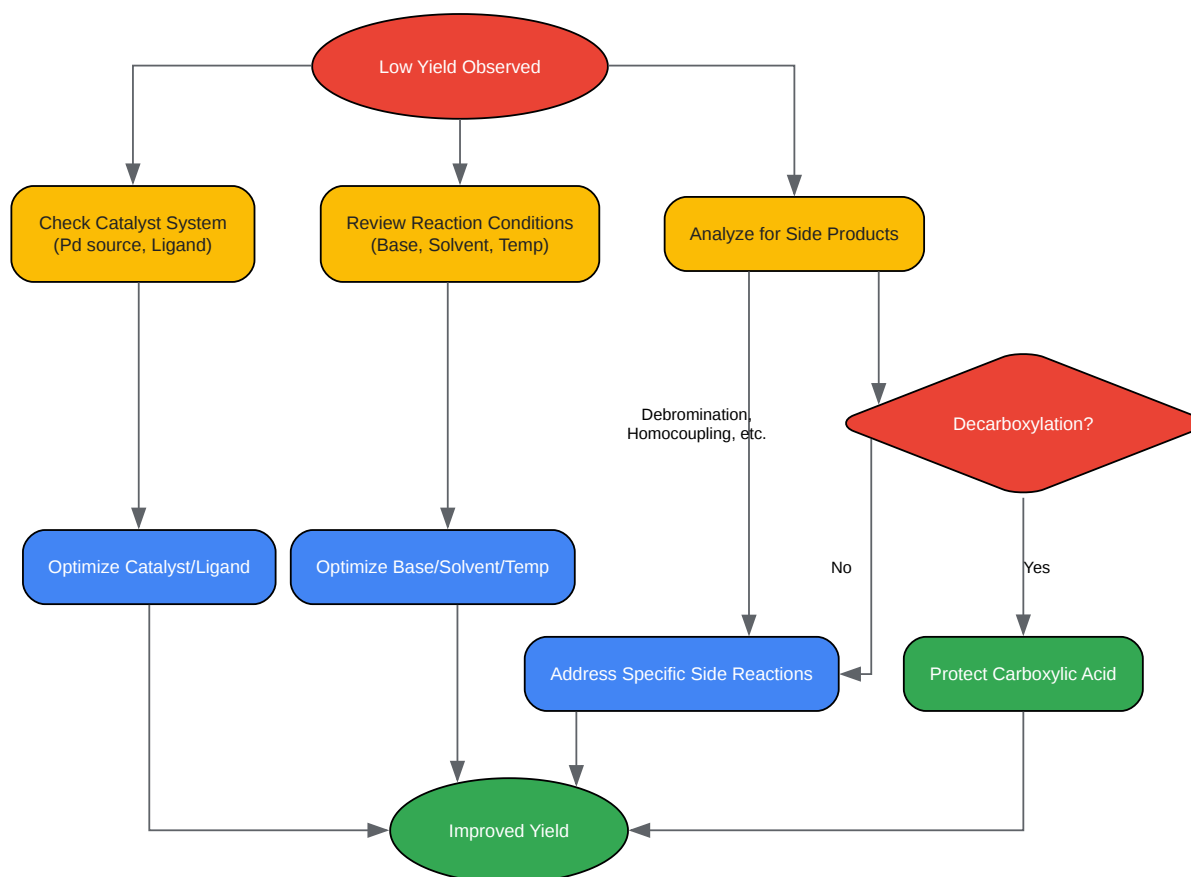 Low Yield Observed
Check Catalyst System
(Pd source, Ligand)
Review Reaction Conditions
(Base, Solvent, Temp)
Analyze for Side Products
Debromination,
Homocoupling, etc.
Decarboxylation?
Optimize Catalyst/Ligand
Optimize Base/Solvent/Temp
No
Yes
Address Specific Side Reactions
Protect Carboxylic Acid
Improved Yield